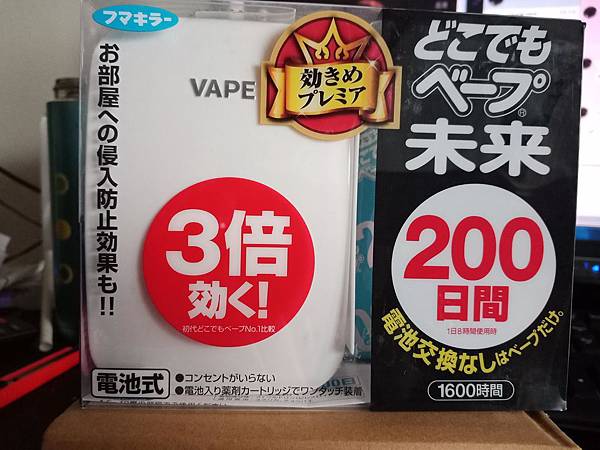 フマキラー
お部屋への侵入防止効果も!!
VAPE
効きめ
プレミア
3倍
効く!
初代どこでもベープNo.1比較
電池式
●コンセントがいらない
●電池入り薬剤カートリッジでワンタッチ装着
どこでも
ベープ®
未来
200
日間
1日8時間使用時
電池交換なしはベープだけ。
1600時間